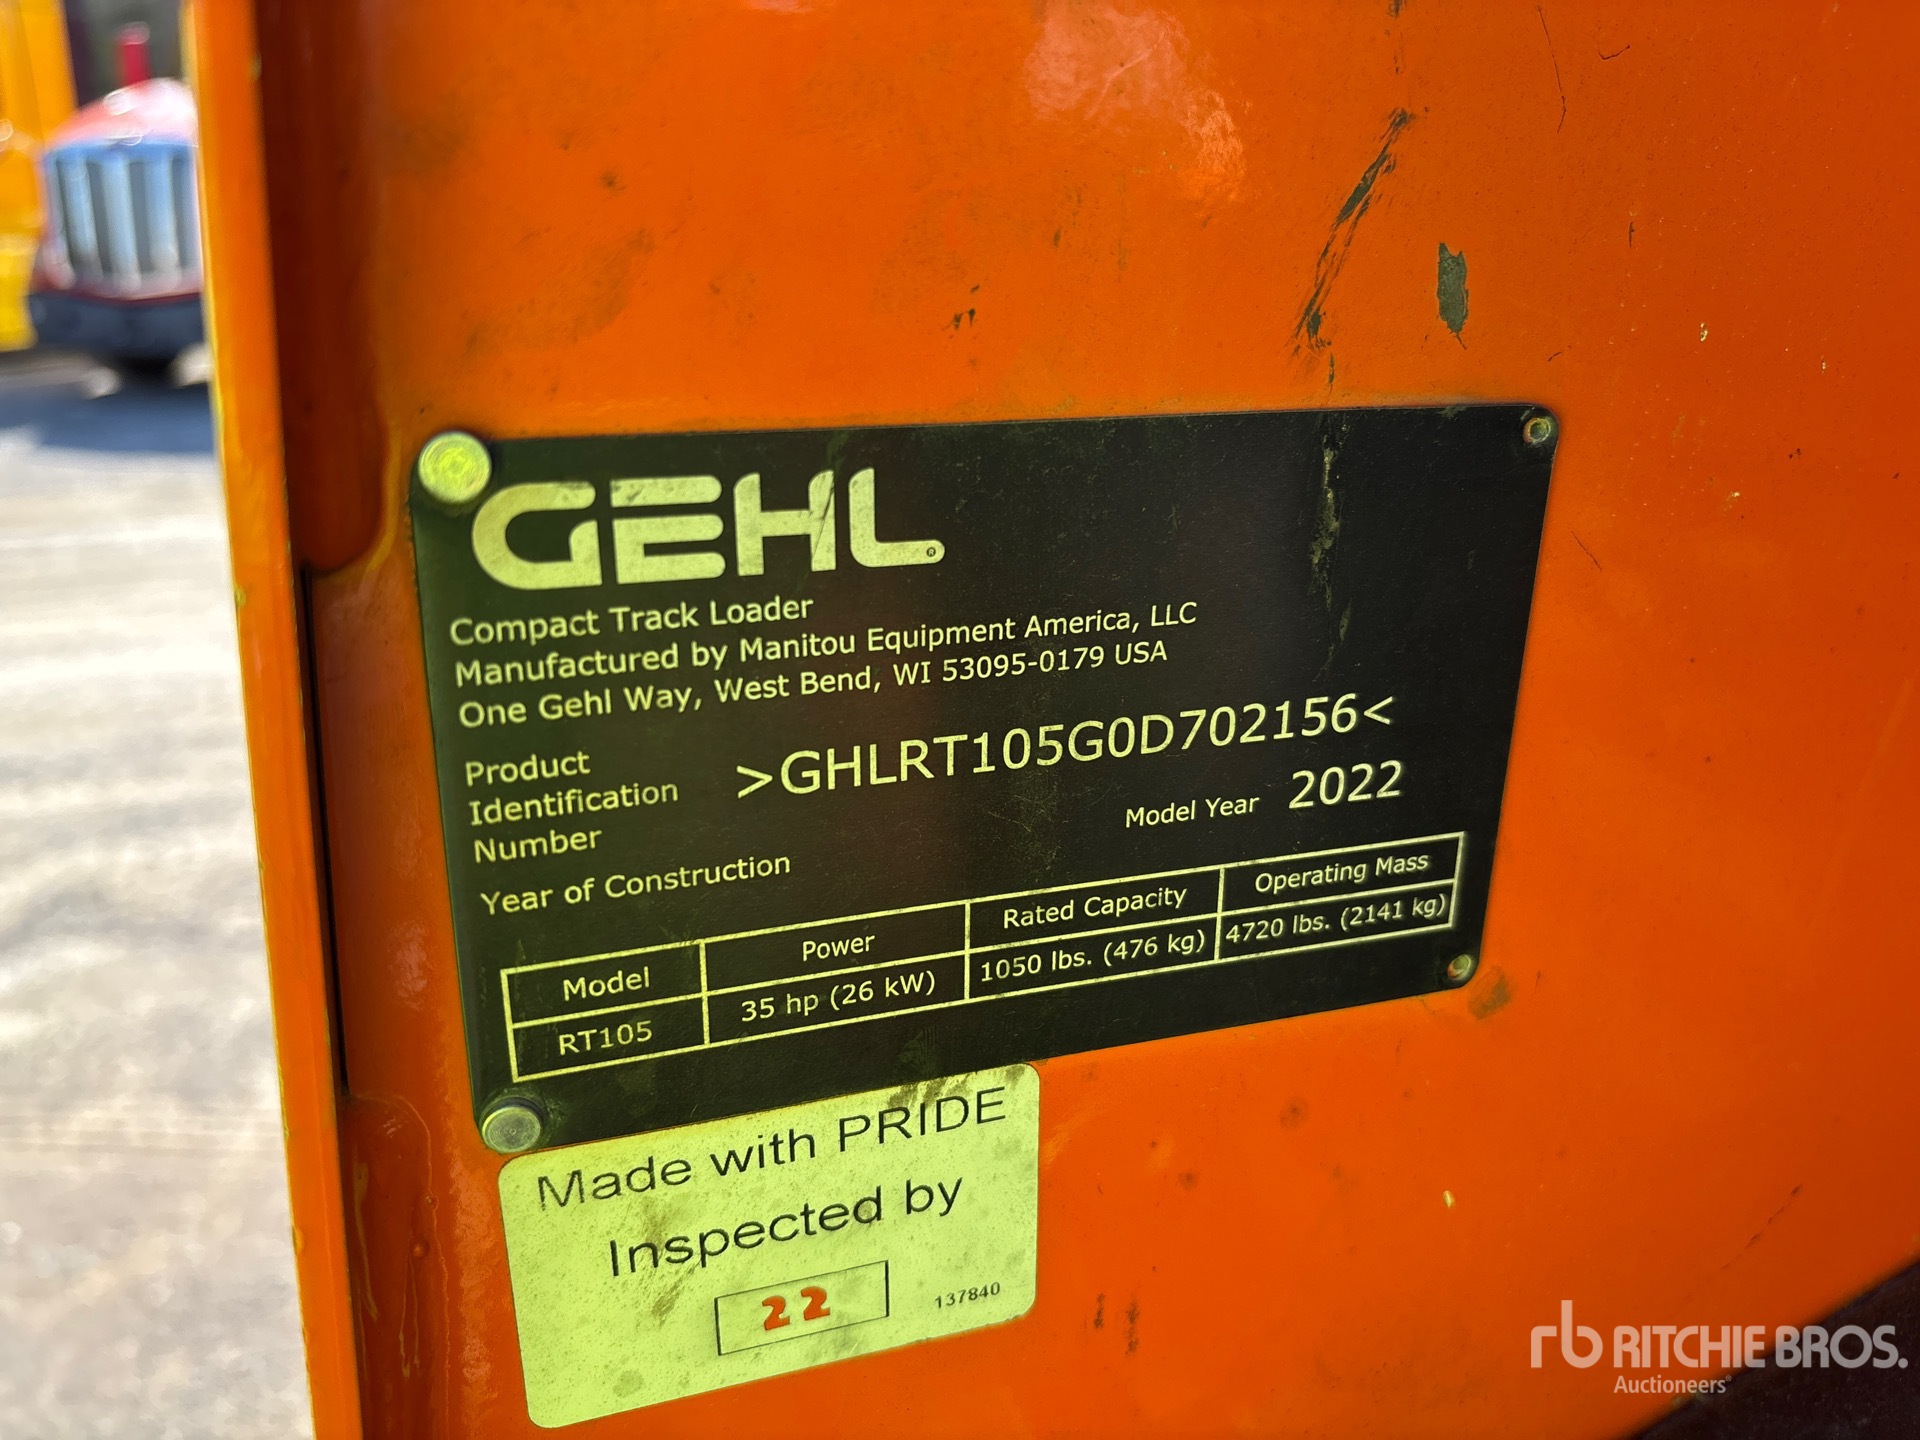 GEHL®
Compact Track Loader
Manufactured by Manitou Equipment America, LLC
One Gehl Way, West Bend, WI 53095-0179 USA
Product
Identification
Number
>GHLRT105G0D702156<
Model Year 2022
Year of Construction
Model Power Rated Capacity Operating Mass
RT105 35 hp (26 kW) 1050 lbs. (476 kg) 4720 lbs. (2141 kg)
Made with PRIDE
Inspected by
22 137840
rb RITCHIE BROS.
Auctioneers®